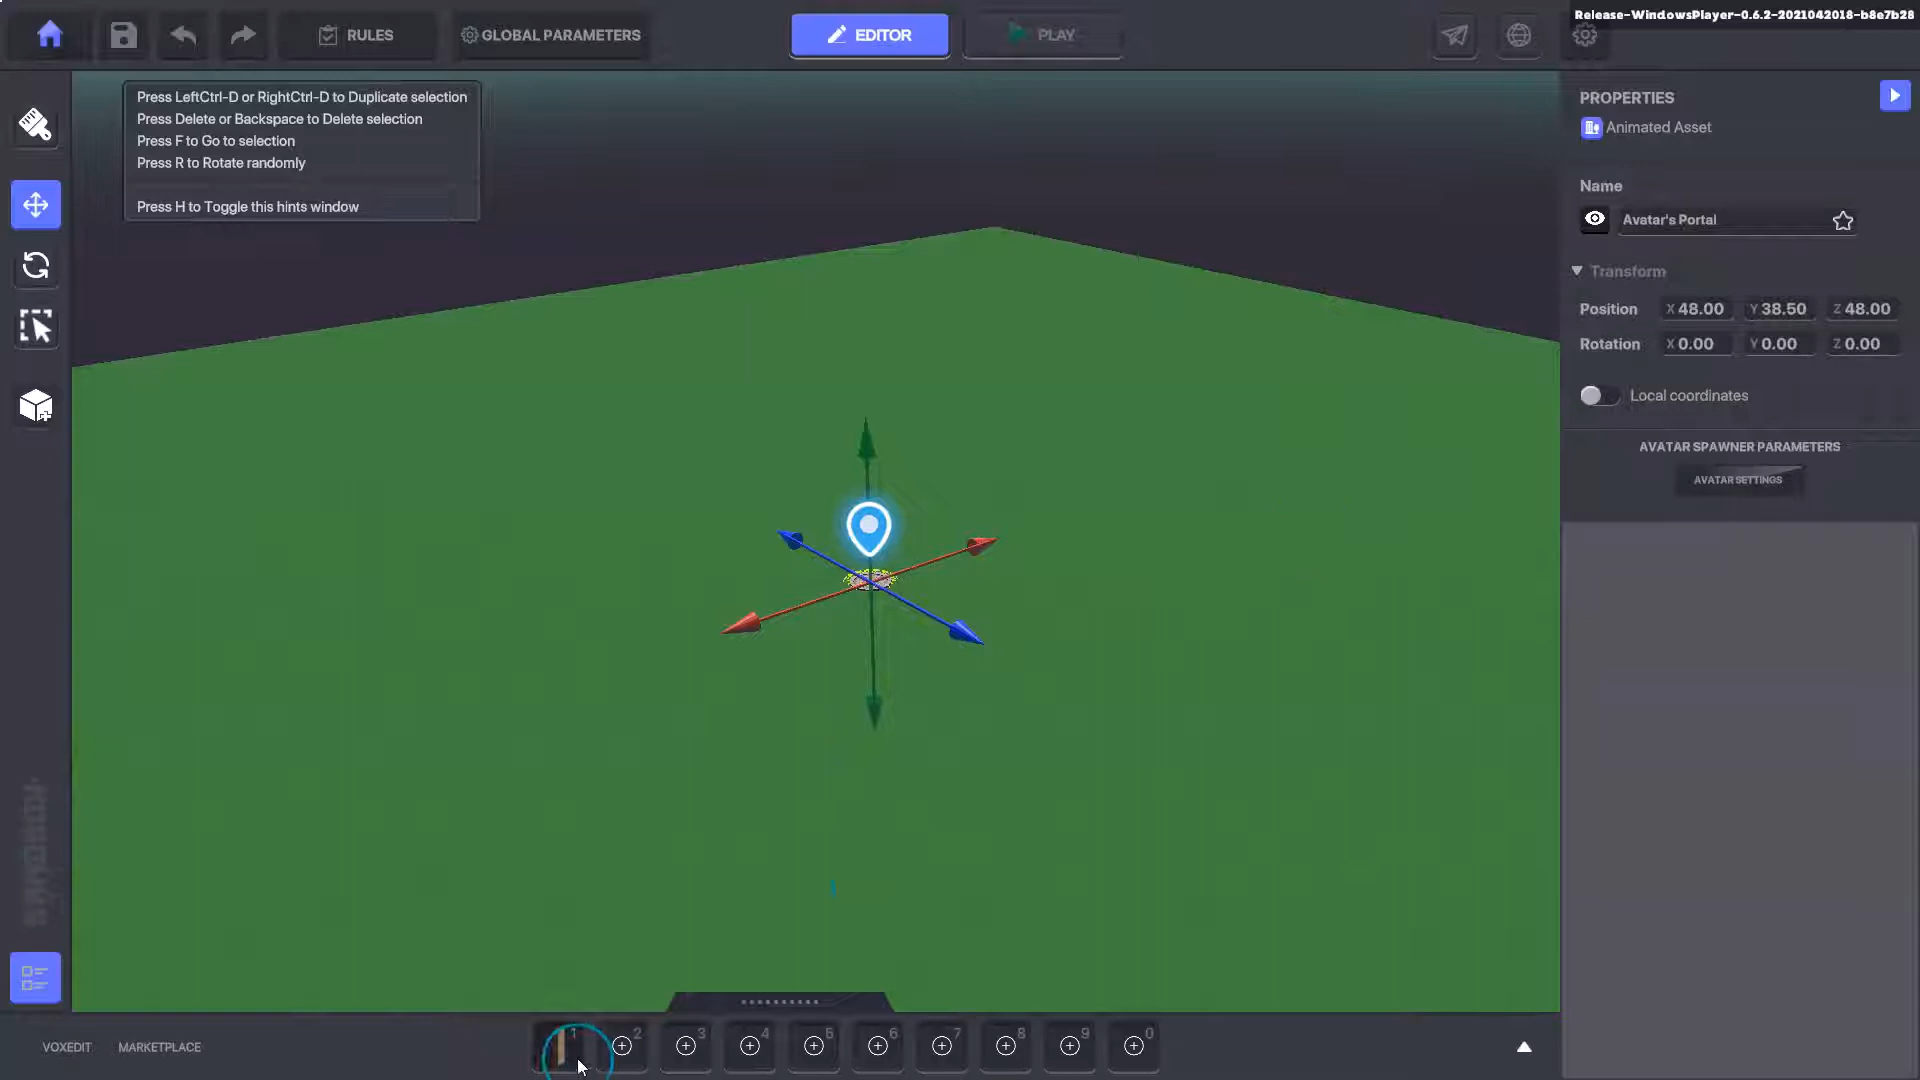 RULES
GLOBAL PARAMETERS
EDITOR
PLAY
Release-WindowsPlayer-0.6.2-2021042018-b8e7b28
Press LeftCtrl-D or RightCtrl-D to Duplicate selection
Press Delete or Backspace to Delete selection
Press F to Go to selection
Press R to Rotate randomly
Press H to Toggle this hints window
PROPERTIES
Animated Asset
Name
Avatar's Portal
Transform
Position X 48.00 Y 38.50 Z 48.00
Rotation X 0.00 Y 0.00 Z 0.00
Local coordinates
AVATAR SPAWNER PARAMETERS
AVATAR SETTINGS
VOXEDIT MARKETPLACE
1 2 3 4 5 6 7 8 9 0